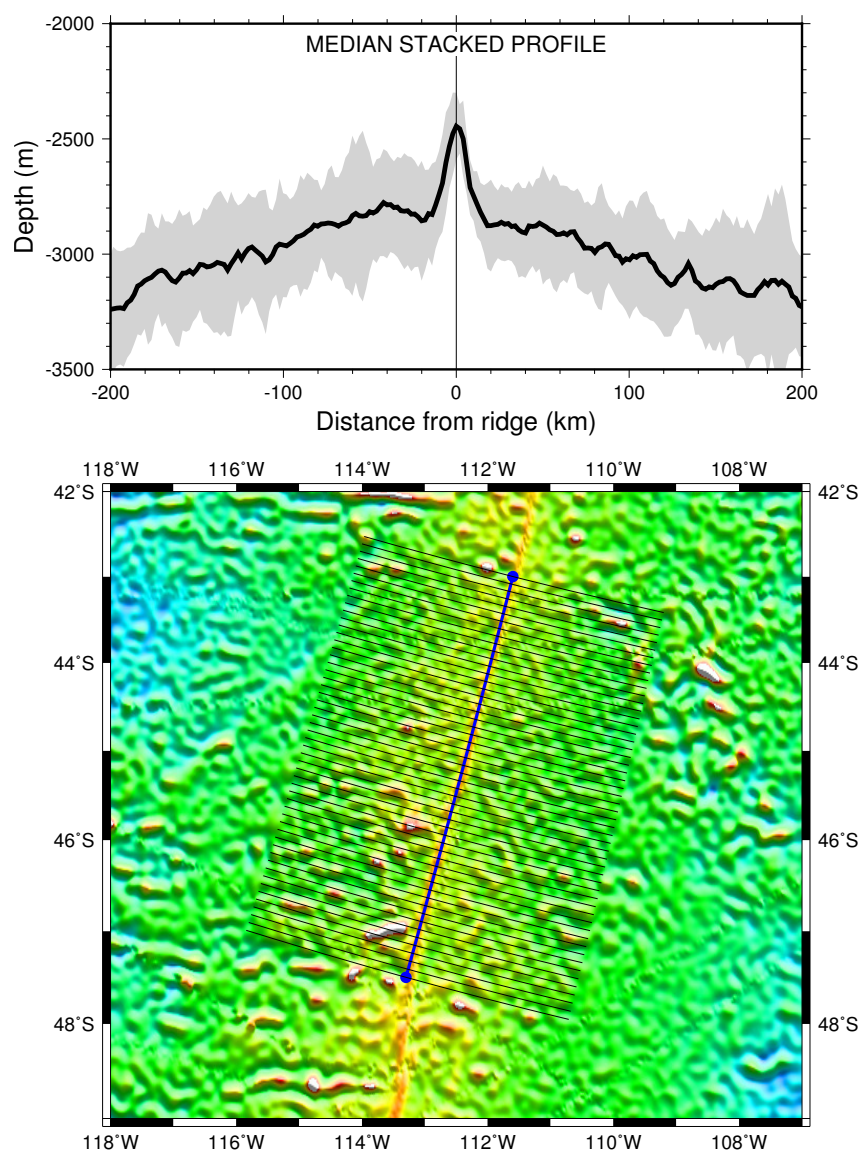 -2000
MEDIAN STACKED PROFILE
-2500
Depth (m)
-3000
-3500
-200 -100 0 100 200
Distance from ridge (km)
118˚W 116˚W 114˚W 112˚W 110˚W 108˚W
42˚S 42˚S
44˚S 44˚S
46˚S 46˚S
48˚S 48˚S
118˚W 116˚W 114˚W 112˚W 110˚W 108˚W